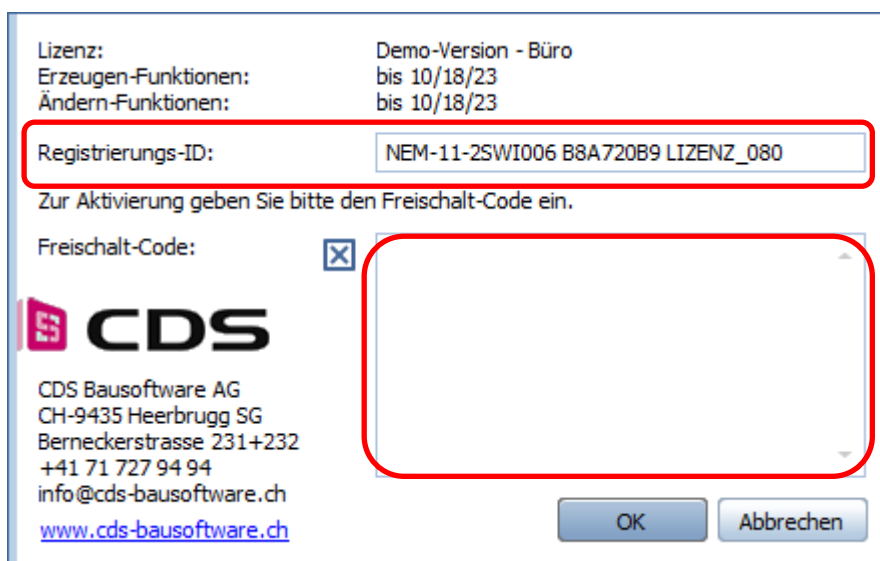 Lizenz: Demo-Version - Büro
Erzeugen-Funktionen: bis 10/18/23
Ändern-Funktionen: bis 10/18/23
Registrierungs-ID: NEM-11-2SWI006 B8A720B9 LIZENZ_080
Zur Aktivierung geben Sie bitte den Freischalt-Code ein.
Freischalt-Code:
CDS
CDS Bausoftware AG
CH-9435 Heerbrugg SG
Berneckerstrasse 231+232
+41 71 727 94 94
info@cds-bausoftware.ch
www.cds-bausoftware.ch
OK Abbrechen